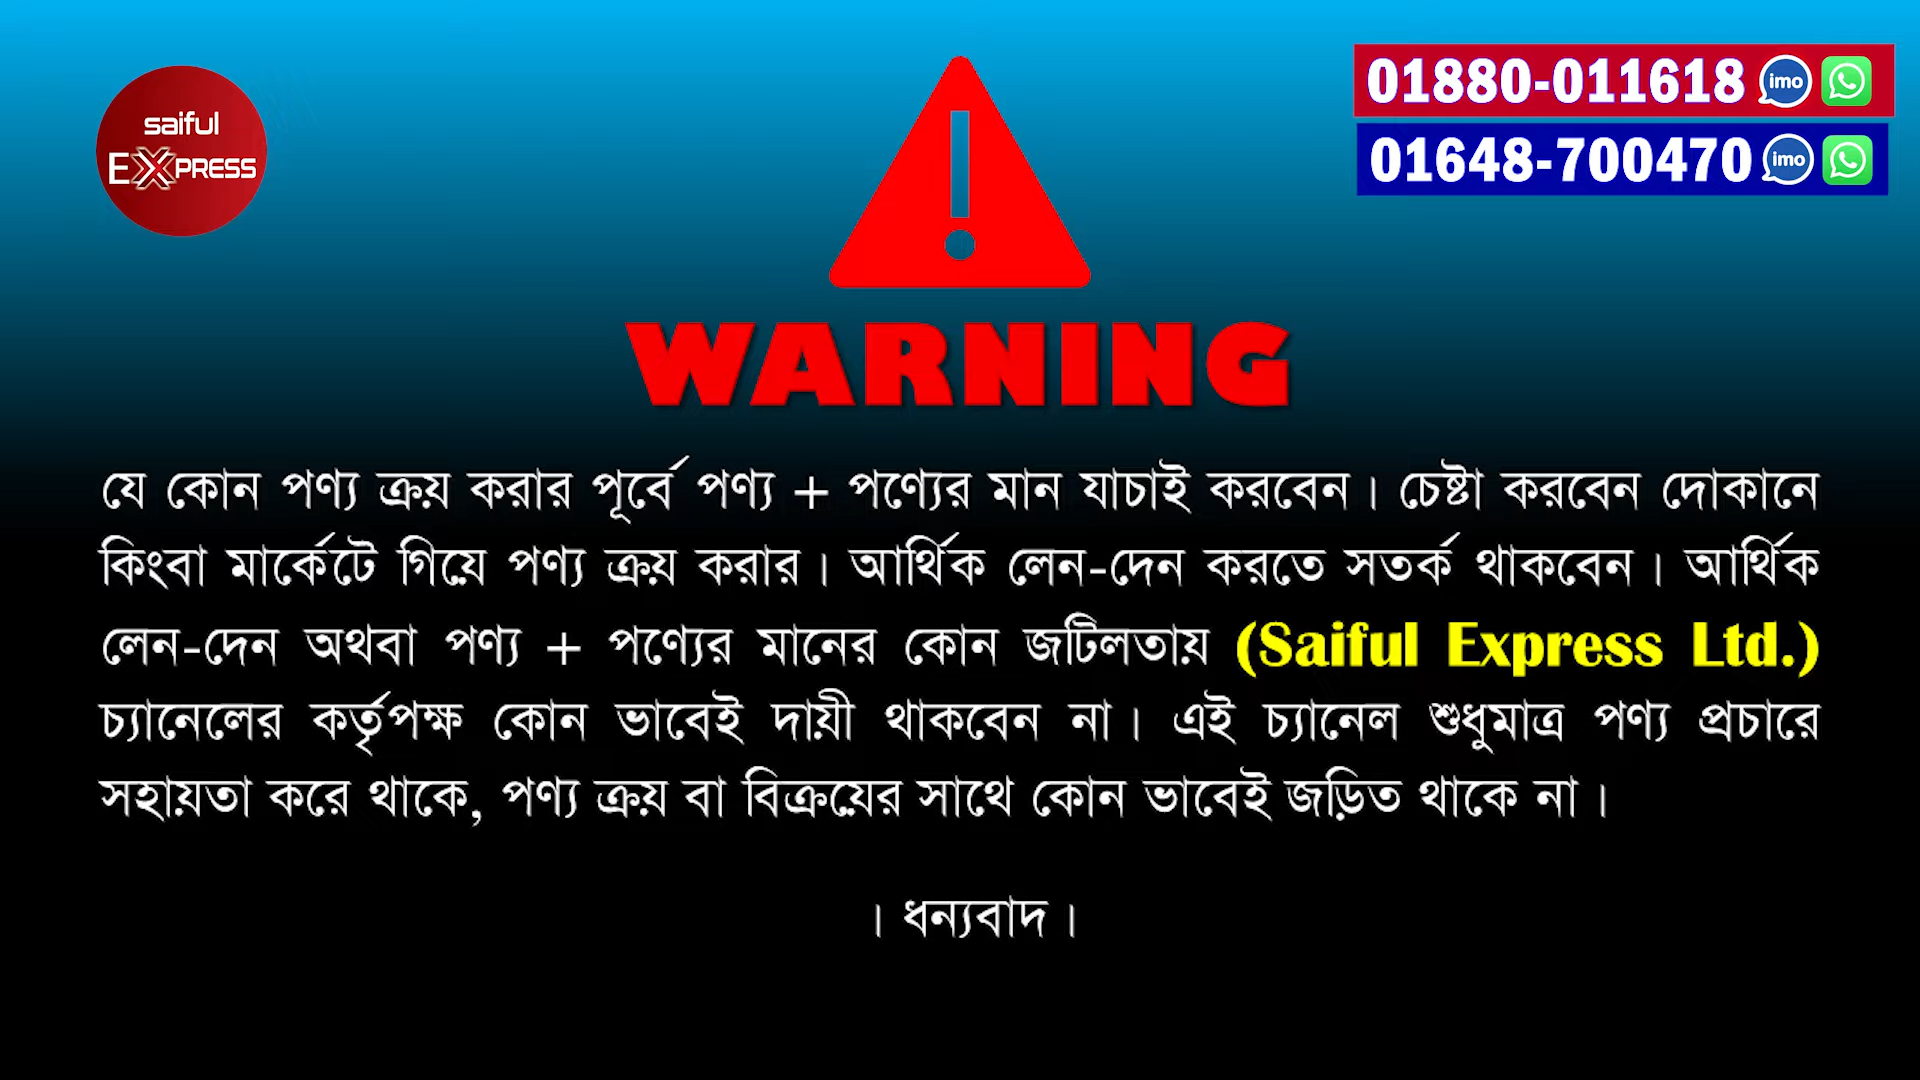 saiful
EXPRESS
01880-011618 imo
01648-700470 imo
WARNING
যে কোন পণ্য ক্রয় করার পূর্বে পণ্য + পণ্যের মান যাচাই করবেন। চেষ্টা করবেন দোকানে
কিংবা মার্কেটে গিয়ে পণ্য ক্রয় করার। আর্থিক লেন-দেন করতে সতর্ক থাকবেন। আর্থিক
লেন-দেন অথবা পণ্য + পণ্যের মানের কোন জটিলতায় (Saiful Express Ltd.)
চ্যানেলের কর্তৃপক্ষ কোন ভাবেই দায়ী থাকবেন না। এই চ্যানেল শুধুমাত্র পণ্য প্রচারে
সহায়তা করে থাকে, পণ্য ক্রয় বা বিক্রয়ের সাথে কোন ভাবেই জড়িত থাকে না।
। ধন্যবাদ।